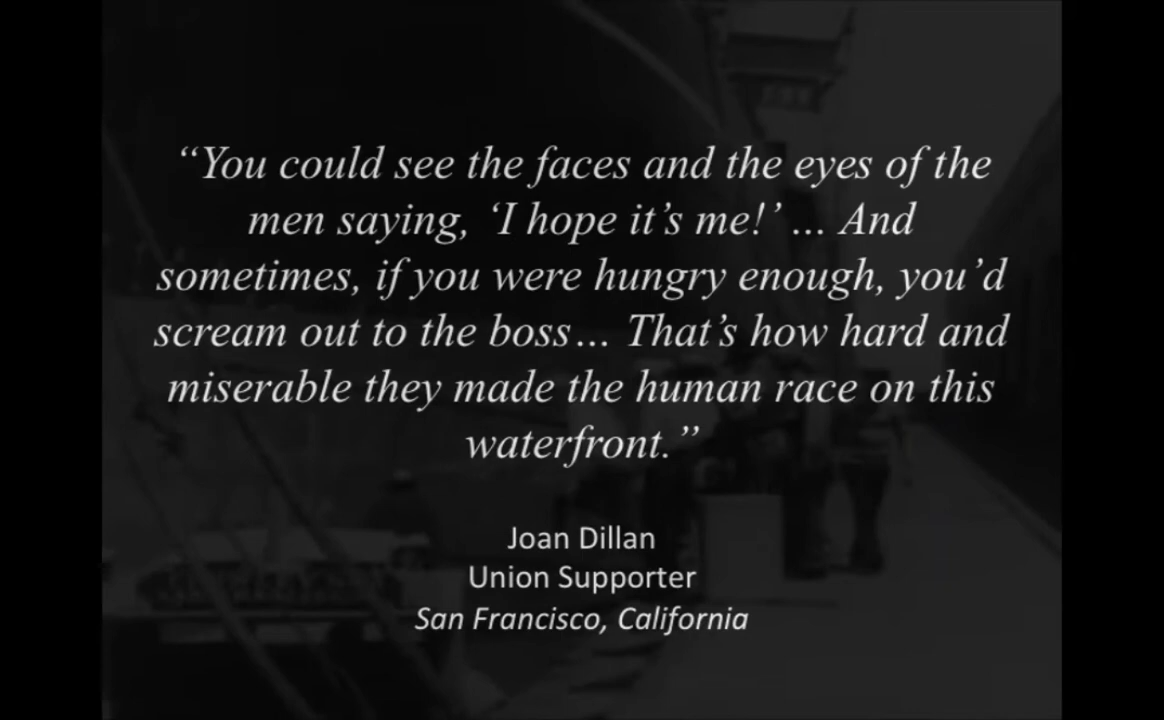 “You could see the faces and the eyes of the
men saying, ‘I hope it’s me!’ … And
sometimes, if you were hungry enough, you’d
scream out to the boss… That’s how hard and
miserable they made the human race on this
waterfront.”
Joan Dillan
Union Supporter
San Francisco, California